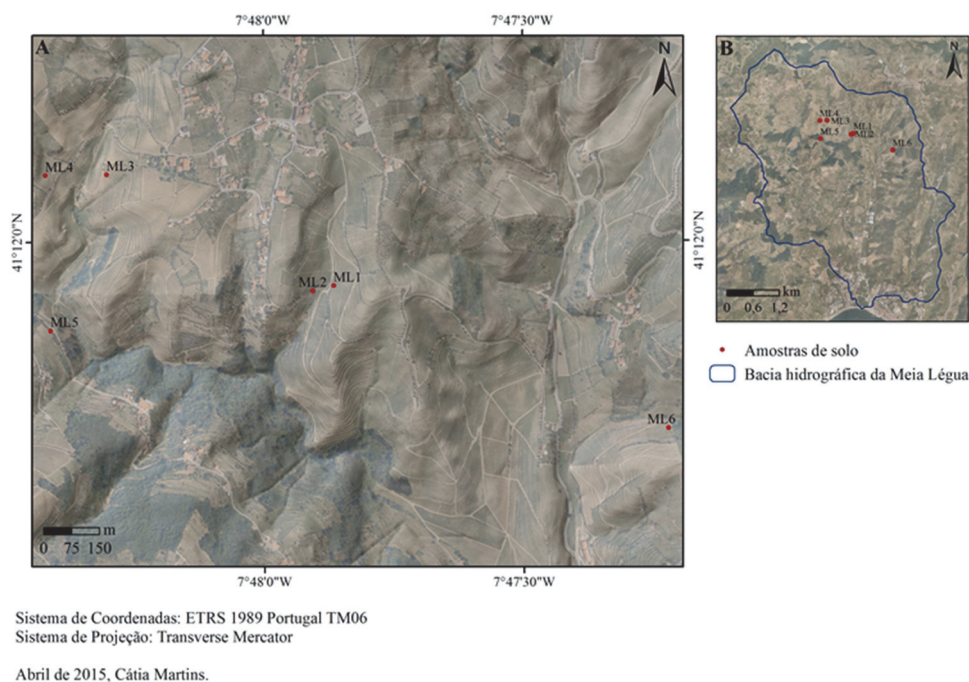 7°48'0"W 7°47'30"W
A N
ML4 ML3
41°12'0"N 41°12'0"N
ML2 ML1
ML5
ML6
m
0 75 150
7°48'0"W 7°47'30"W
B N
ML4
ML3
ML1
ML5 ML2
ML6
km
0 0,6 1,2
Amostras de solo
Bacia hidrográfica da Meia Légua
Sistema de Coordenadas: ETRS 1989 Portugal TM06
Sistema de Projeção: Transverse Mercator
Abril de 2015, Cátia Martins.